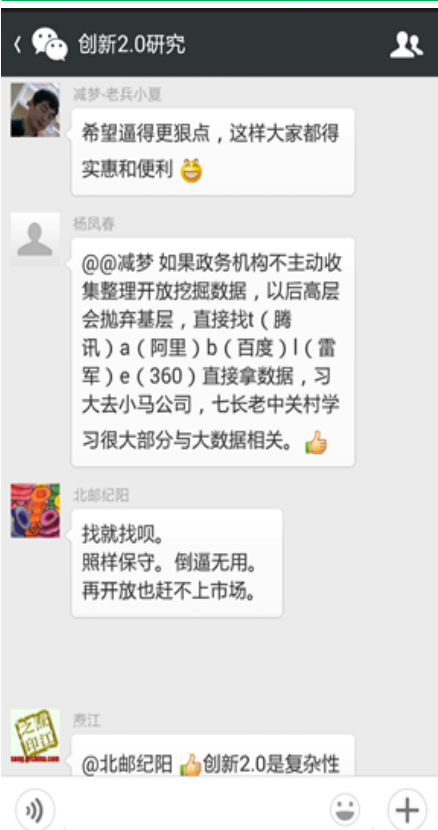 创新2.0研究
减梦-老兵小夏
希望逼得更狠点，这样大家都得
实惠和便利
杨凤春
@@减梦 如果政务机构不主动收
集整理开放挖掘数据，以后高层
会抛弃基层，直接找t（腾
讯）a（阿里）b（百度）l（雷
军）e（360）直接拿数据，习
大去小马公司，七长老中关村学
习很大部分与大数据相关。
北邮纪阳
找就找呗。
照样保守。倒逼无用。
再开放也赶不上市场。
焘江
之江
印
@北邮纪阳 创新2.0是复杂性